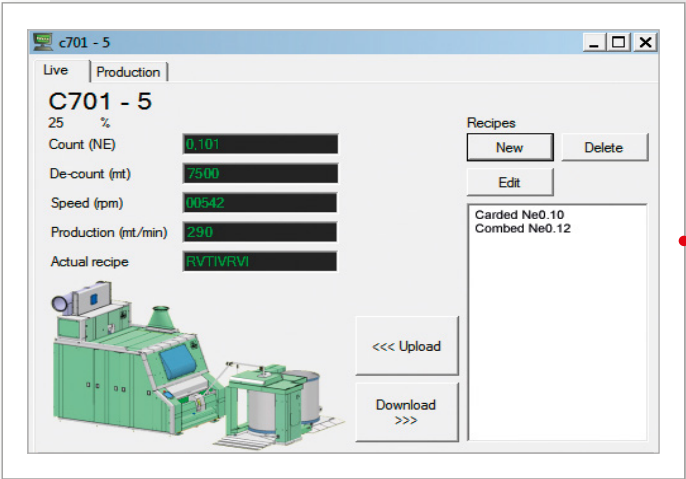 c701 - 5
Live Production
C701 - 5
25 %
Count (NE) 0,101
De-count (mt) 7500
Speed (rpm) 00542
Production (mt/min) 290
Actual recipe RVTIVRVI
Recipes
New Delete
Edit
Carded Ne0.10
Combed Ne0.12
<<< Upload
Download
>>>